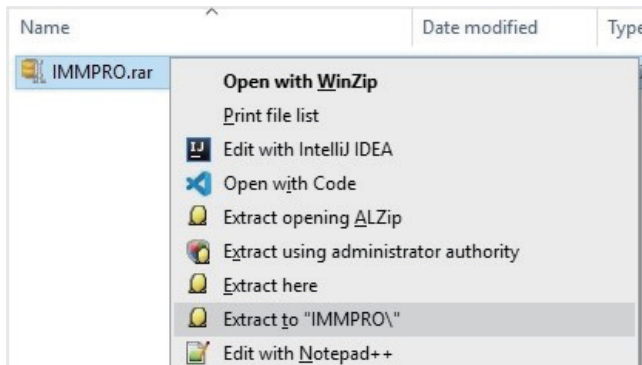 Name Date modified Type
IMMPRO.rar
Open with WinZip
Print file list
IJ Edit with IntelliJ IDEA
Open with Code
Extract opening ALZip
Extract using administrator authority
Extract here
Extract to "IMMPRO\"
Edit with Notepad++